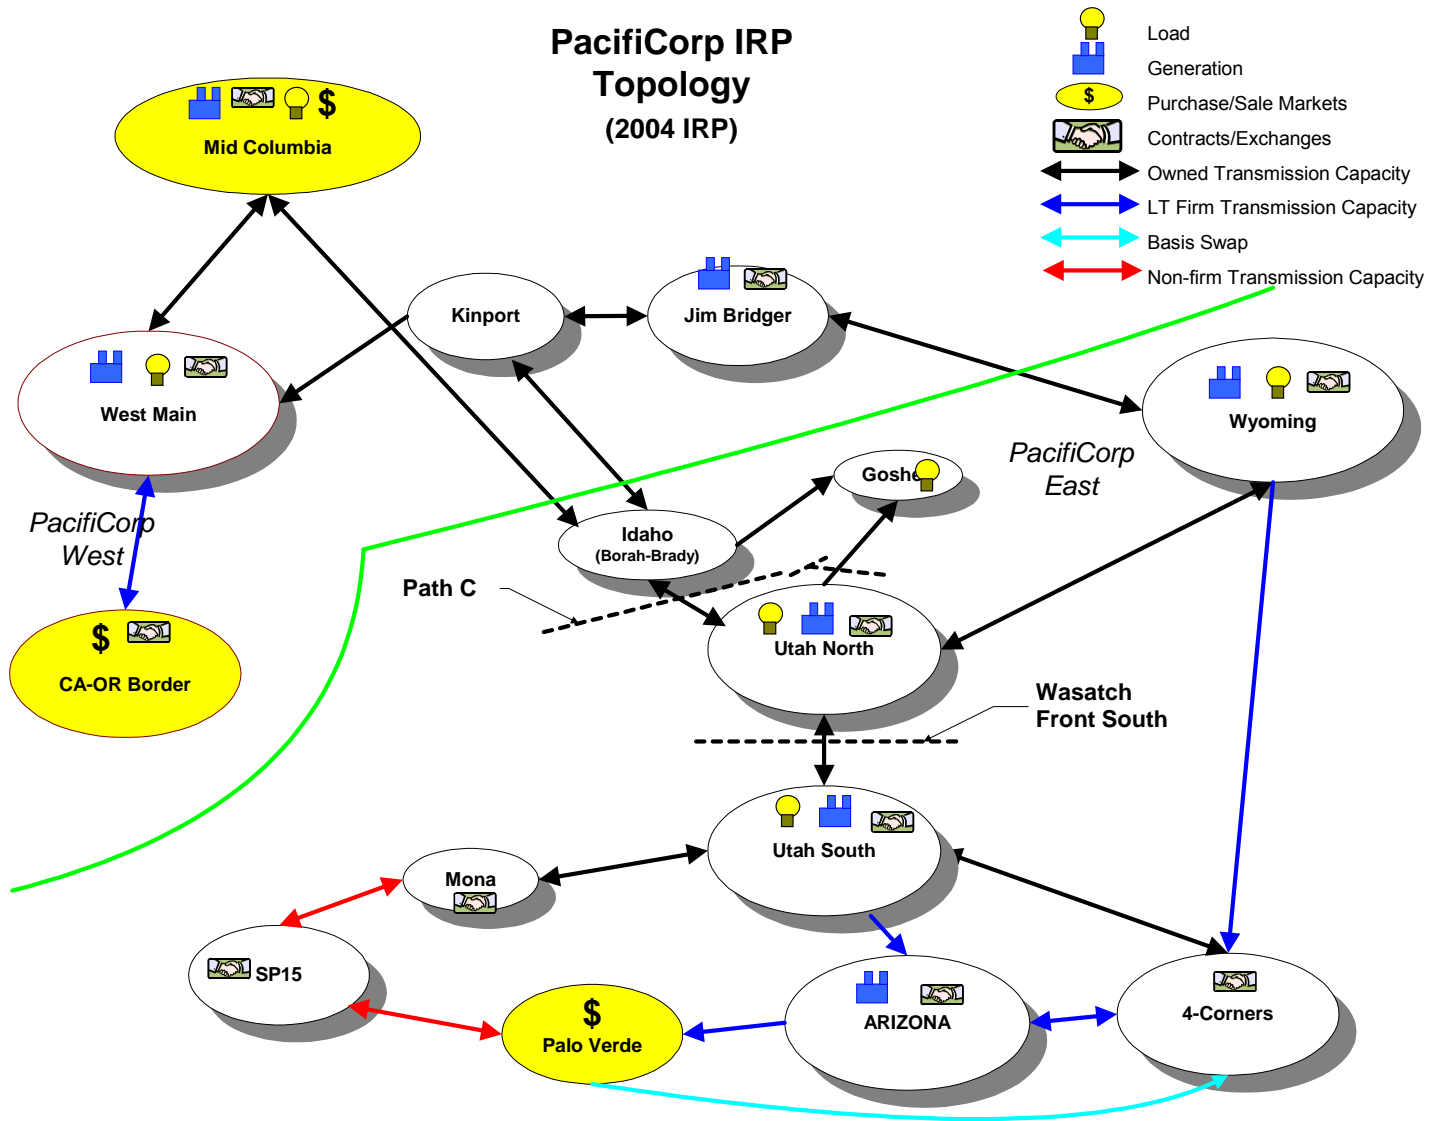 PacifiCorp IRP
Topology
(2004 IRP)
Load
Generation
$
Purchase/Sale Markets
Contracts/Exchanges
Owned Transmission Capacity
LT Firm Transmission Capacity
Basis Swap
Non-firm Transmission Capacity
$
Mid Columbia
Kinport
Jim Bridger
West Main
Wyoming
PacifiCorp
East
Goshe
PacifiCorp
West
Idaho
(Borah-Brady)
Path C
$
CA-OR Border
Utah North
Wasatch
Front South
Utah South
Mona
SP15
$
Palo Verde
ARIZONA
4-Corners